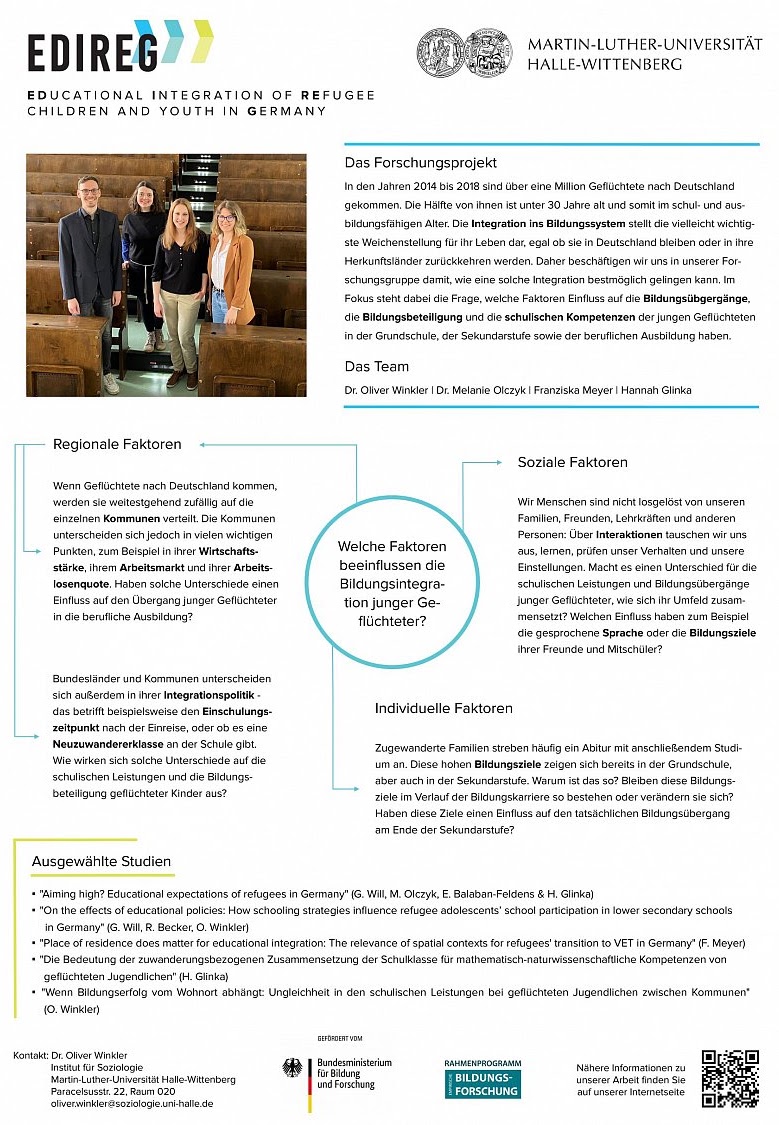 EDIREG
EDUCATIONAL INTEGRATION OF REFUGEE
CHILDREN AND YOUTH IN GERMANY
MARTIN-LUTHER-UNIVERSITÄT
HALLE-WITTENBERG
Das Forschungsprojekt
In den Jahren 2014 bis 2018 sind über eine Million Geflüchtete nach Deutschland
gekommen. Die Hälfte von ihnen ist unter 30 Jahre alt und somit im schul- und aus-
bildungsfähigen Alter. Die Integration ins Bildungssystem stellt die vielleicht wichtig-
ste Weichenstellung für ihr Leben dar, egal ob sie in Deutschland bleiben oder in ihre
Herkunftsländer zurückkehren werden. Daher beschäftigen wir uns in unserer For-
schungsgruppe damit, wie eine solche Integration bestmöglich gelingen kann. Im
Fokus steht dabei die Frage, welche Faktoren Einfluss auf die Bildungsübgergänge,
die Bildungsbeteiligung und die schulischen Kompetenzen der jungen Geflüchteten
in der Grundschule, der Sekundarstufe sowie der beruflichen Ausbildung haben.
Das Team
Dr. Oliver Winkler | Dr. Melanie Olczyk | Franziska Meyer | Hannah Glinka
Regionale Faktoren
Wenn Geflüchtete nach Deutschland kommen,
werden sie weitestgehend zufällig auf die
einzelnen Kommunen verteilt. Die Kommunen
unterscheiden sich jedoch in vielen wichtigen
Punkten, zum Beispiel in ihrer Wirtschafts-
stärke, ihrem Arbeitsmarkt und ihrer Arbeits-
losenquote. Haben solche Unterschiede einen
Einfluss auf den Übergang junger Geflüchteter
in die berufliche Ausbildung?
Bundesländer und Kommunen unterscheiden
sich außerdem in ihrer Integrationspolitik -
das betrifft beispielsweise den Einschulungs-
zeitpunkt nach der Einreise, oder ob es eine
Neuzuwandererklasse an der Schule gibt.
Wie wirken sich solche Unterschiede auf die
schulischen Leistungen und die Bildungs-
beteiligung geflüchteter Kinder aus?
Welche Faktoren
beeinflussen die
Bildungsintegra-
tion junger Ge-
flüchteter?
Soziale Faktoren
Wir Menschen sind nicht losgelöst von unseren
Familien, Freunden, Lehrkräften und anderen
Personen: Über Interaktionen tauschen wir uns
aus, lernen, prüfen unser Verhalten und unsere
Einstellungen. Macht es einen Unterschied für die
schulischen Leistungen und Bildungsübergänge
junger Geflüchteter, wie sich ihr Umfeld zusam-
mensetzt? Welchen Einfluss haben zum Beispiel
die gesprochene Sprache oder die Bildungsziele
ihrer Freunde und Mitschüler?
Individuelle Faktoren
Zugewanderte Familien streben häufig ein Abitur mit anschließendem Studi-
um an. Diese hohen Bildungsziele zeigen sich bereits in der Grundschule,
aber auch in der Sekundarstufe. Warum ist das so? Bleiben diese Bildungs-
ziele im Verlauf der Bildungskarriere so bestehen oder verändern sie sich?
Haben diese Ziele einen Einfluss auf den tatsächlichen Bildungsübergang
am Ende der Sekundarstufe?
Ausgewählte Studien
▪ "Aiming high? Educational expectations of refugees in Germany" (G. Will, M. Olczyk, E. Balaban-Feldens & H. Glinka)
▪ "On the effects of educational policies: How schooling strategies influence refugee adolescents' school participation in lower secondary schools
in Germany" (G. Will, R. Becker, O. Winkler)
▪ "Place of residence does matter for educational integration: The relevance of spatial contexts for refugees' transition to VET in Germany" (F. Meyer)
▪ "Die Bedeutung der zuwanderungsbezogenen Zusammensetzung der Schulklasse für mathematisch-naturwissenschaftliche Kompetenzen von
geflüchteten Jugendlichen" (H. Glinka)
▪ "Wenn Bildungserfolg vom Wohnort abhängt: Ungleichheit in den schulischen Leistungen bei geflüchteten Jugendlichen zwischen Kommunen"
(O. Winkler)
Kontakt: Dr. Oliver Winkler
Institut für Soziologie
Martin-Luther-Universität Halle-Wittenberg
Paracelsusstr. 22, Raum 020
oliver.winkler@soziologie.uni-halle.de
GEFÖRDERT VOM
Bundesministerium
für Bildung
und Forschung
RAHMENPROGRAMM
BILDUNGS-
FORSCHUNG
Nähere Informationen zu
unserer Arbeit finden Sie
auf unserer Internetseite